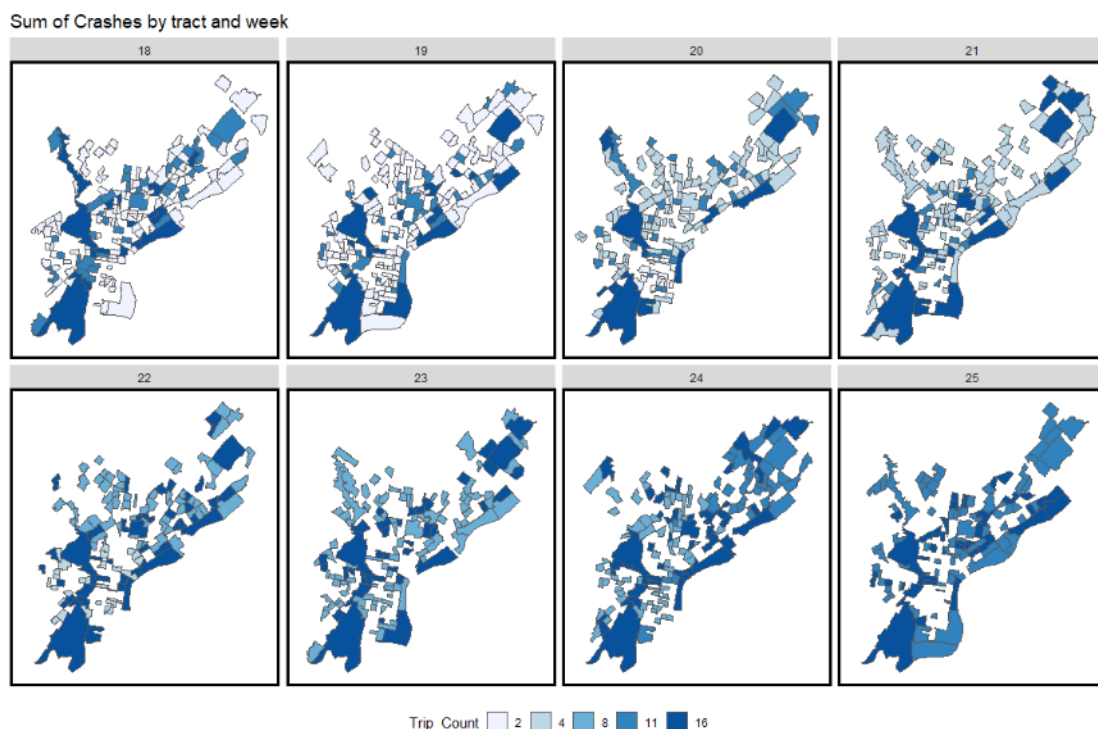 Sum of Crashes by tract and week
18 19 20 21
22 23 24 25
Trip_Count 2 4 8 11 16